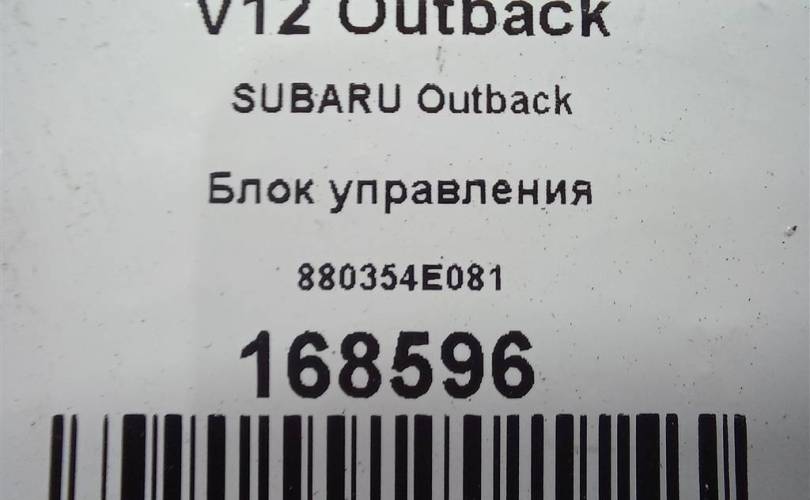 V12 Outback
SUBARU Outback
Блок управления
880354E081
168596